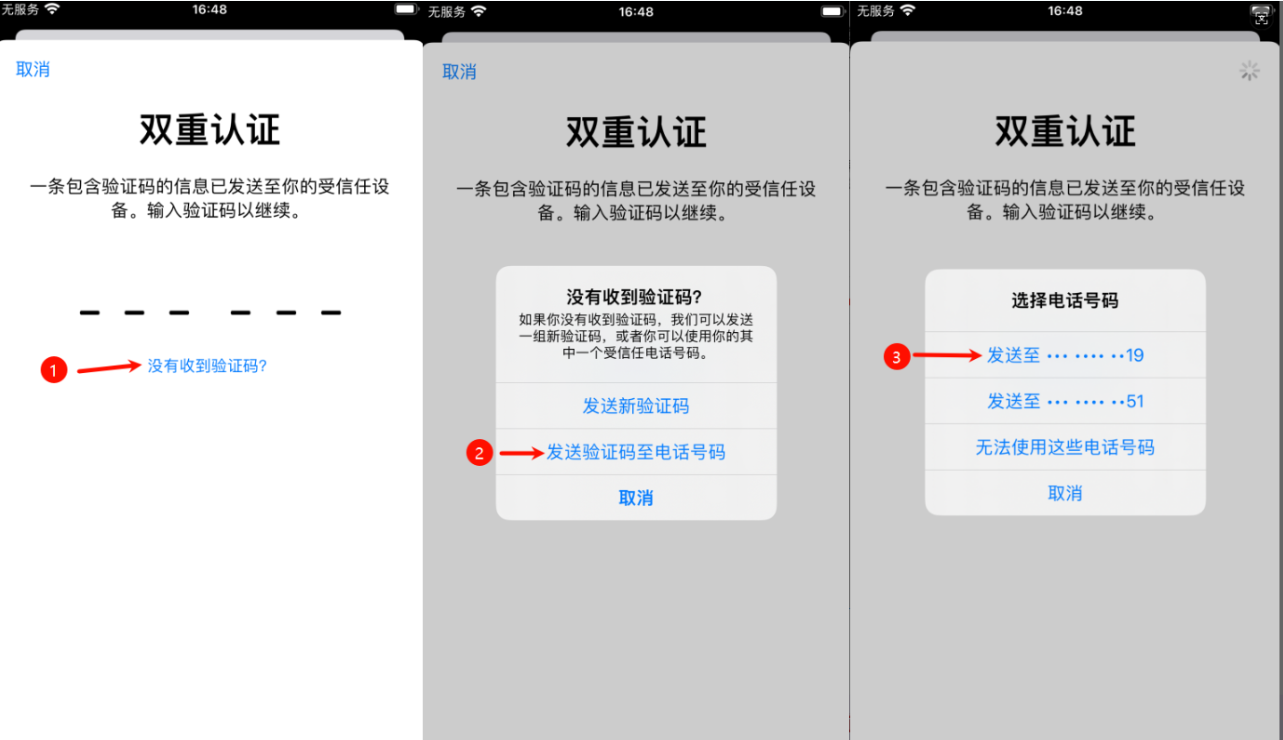 无服务 16:48
取消
双重认证
一条包含验证码的信息已发送至你的受信任设
备。输入验证码以继续。
1
没有收到验证码?
无服务 16:48
取消
双重认证
一条包含验证码的信息已发送至你的受信任设
备。输入验证码以继续。
没有收到验证码?
如果你没有收到验证码，我们可以发送
一组新验证码，或者你可以使用你的其
中一个受信任电话号码。
发送新验证码
2
发送验证码至电话号码
取消
无服务 16:48
双重认证
一条包含验证码的信息已发送至你的受信任设
备。输入验证码以继续。
选择电话号码
3
发送至 ••• •••• ••19
发送至 ••• •••• ••51
无法使用这些电话号码
取消